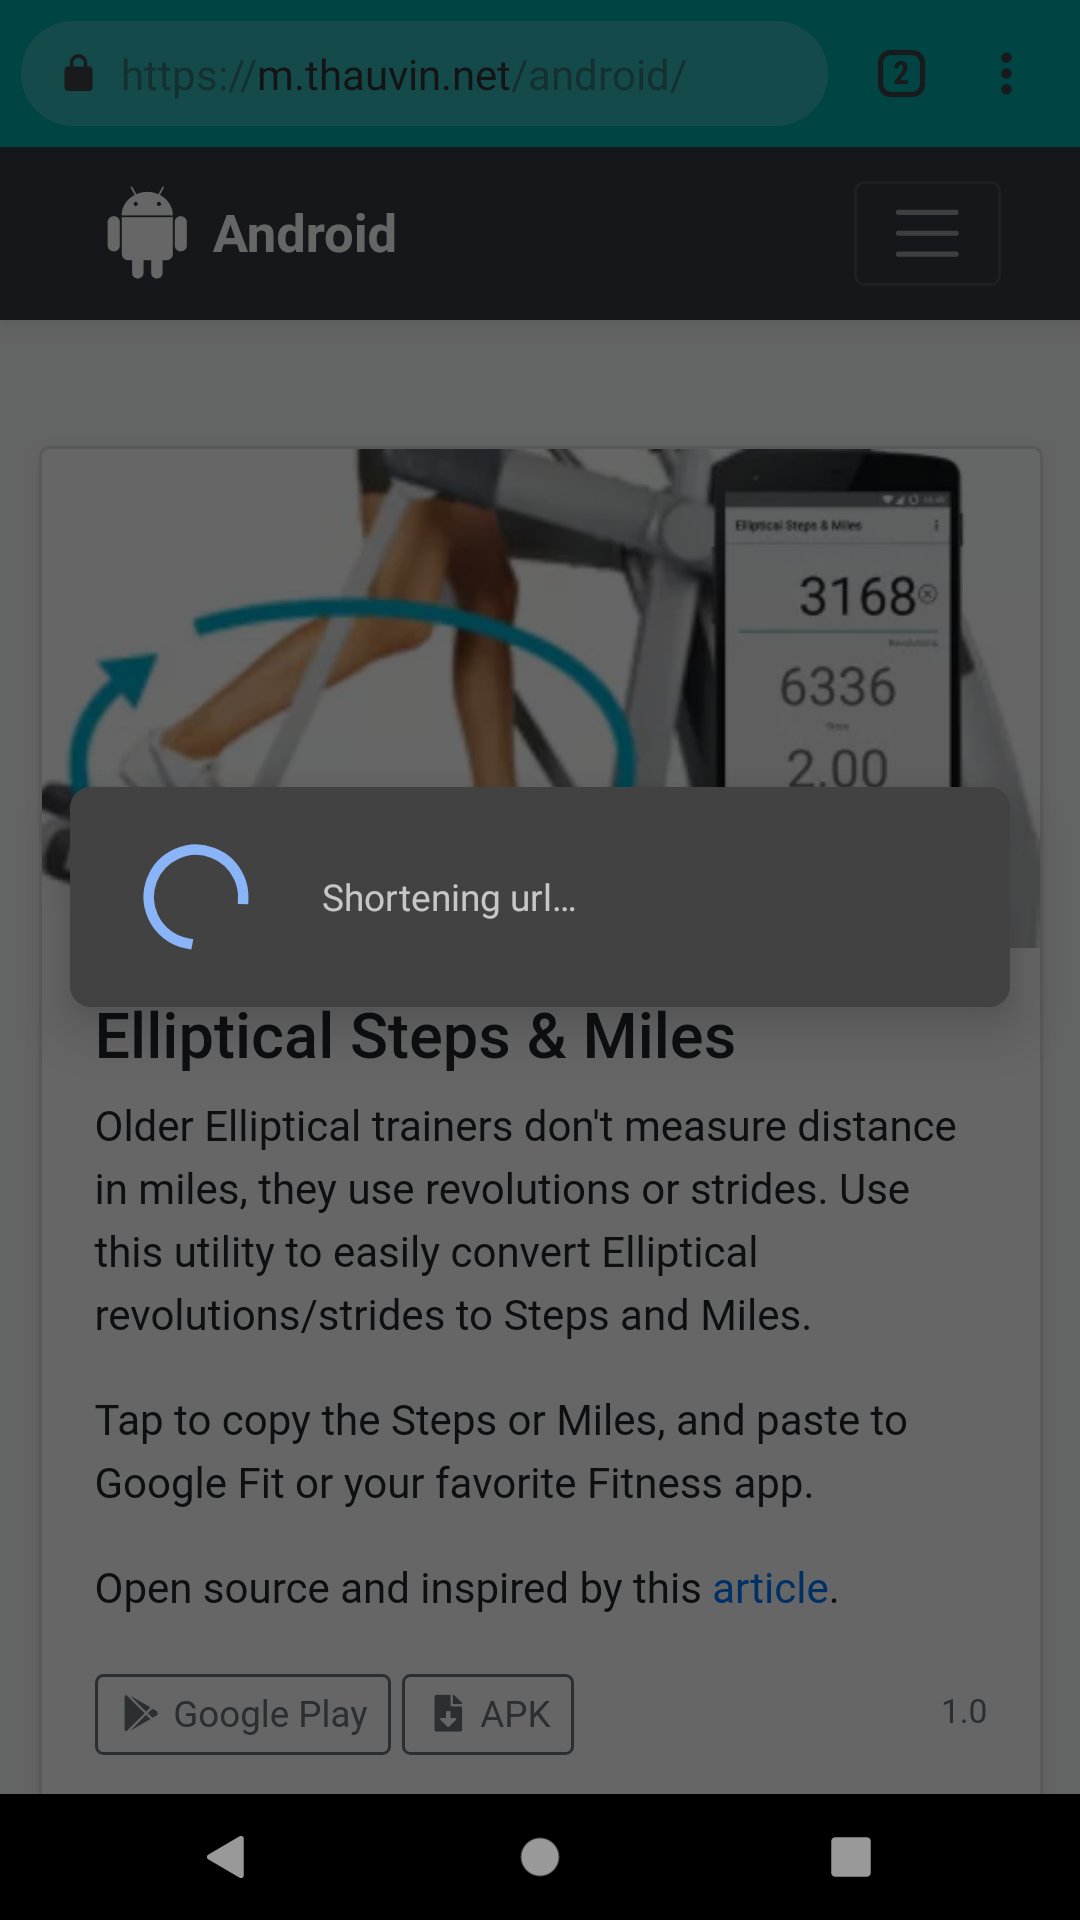 https://m.thauvin.net/android/
2
Android
Elliptical Steps & Miles
3168
Revolutions
6336
Steps
2.00
Shortening url...
Elliptical Steps & Miles
Older Elliptical trainers don't measure distance
in miles, they use revolutions or strides. Use
this utility to easily convert Elliptical
revolutions/strides to Steps and Miles.
Tap to copy the Steps or Miles, and paste to
Google Fit or your favorite Fitness app.
Open source and inspired by this article.
Google Play
APK
1.0